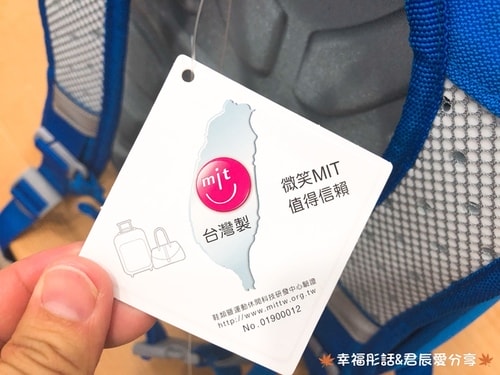 mit
微笑MIT
值得信賴
台灣製
鞋類暨運動休閒科技研發中心驗證
http://www.mittw.org.tw
No.01900012
幸福彤話&君辰愛分享